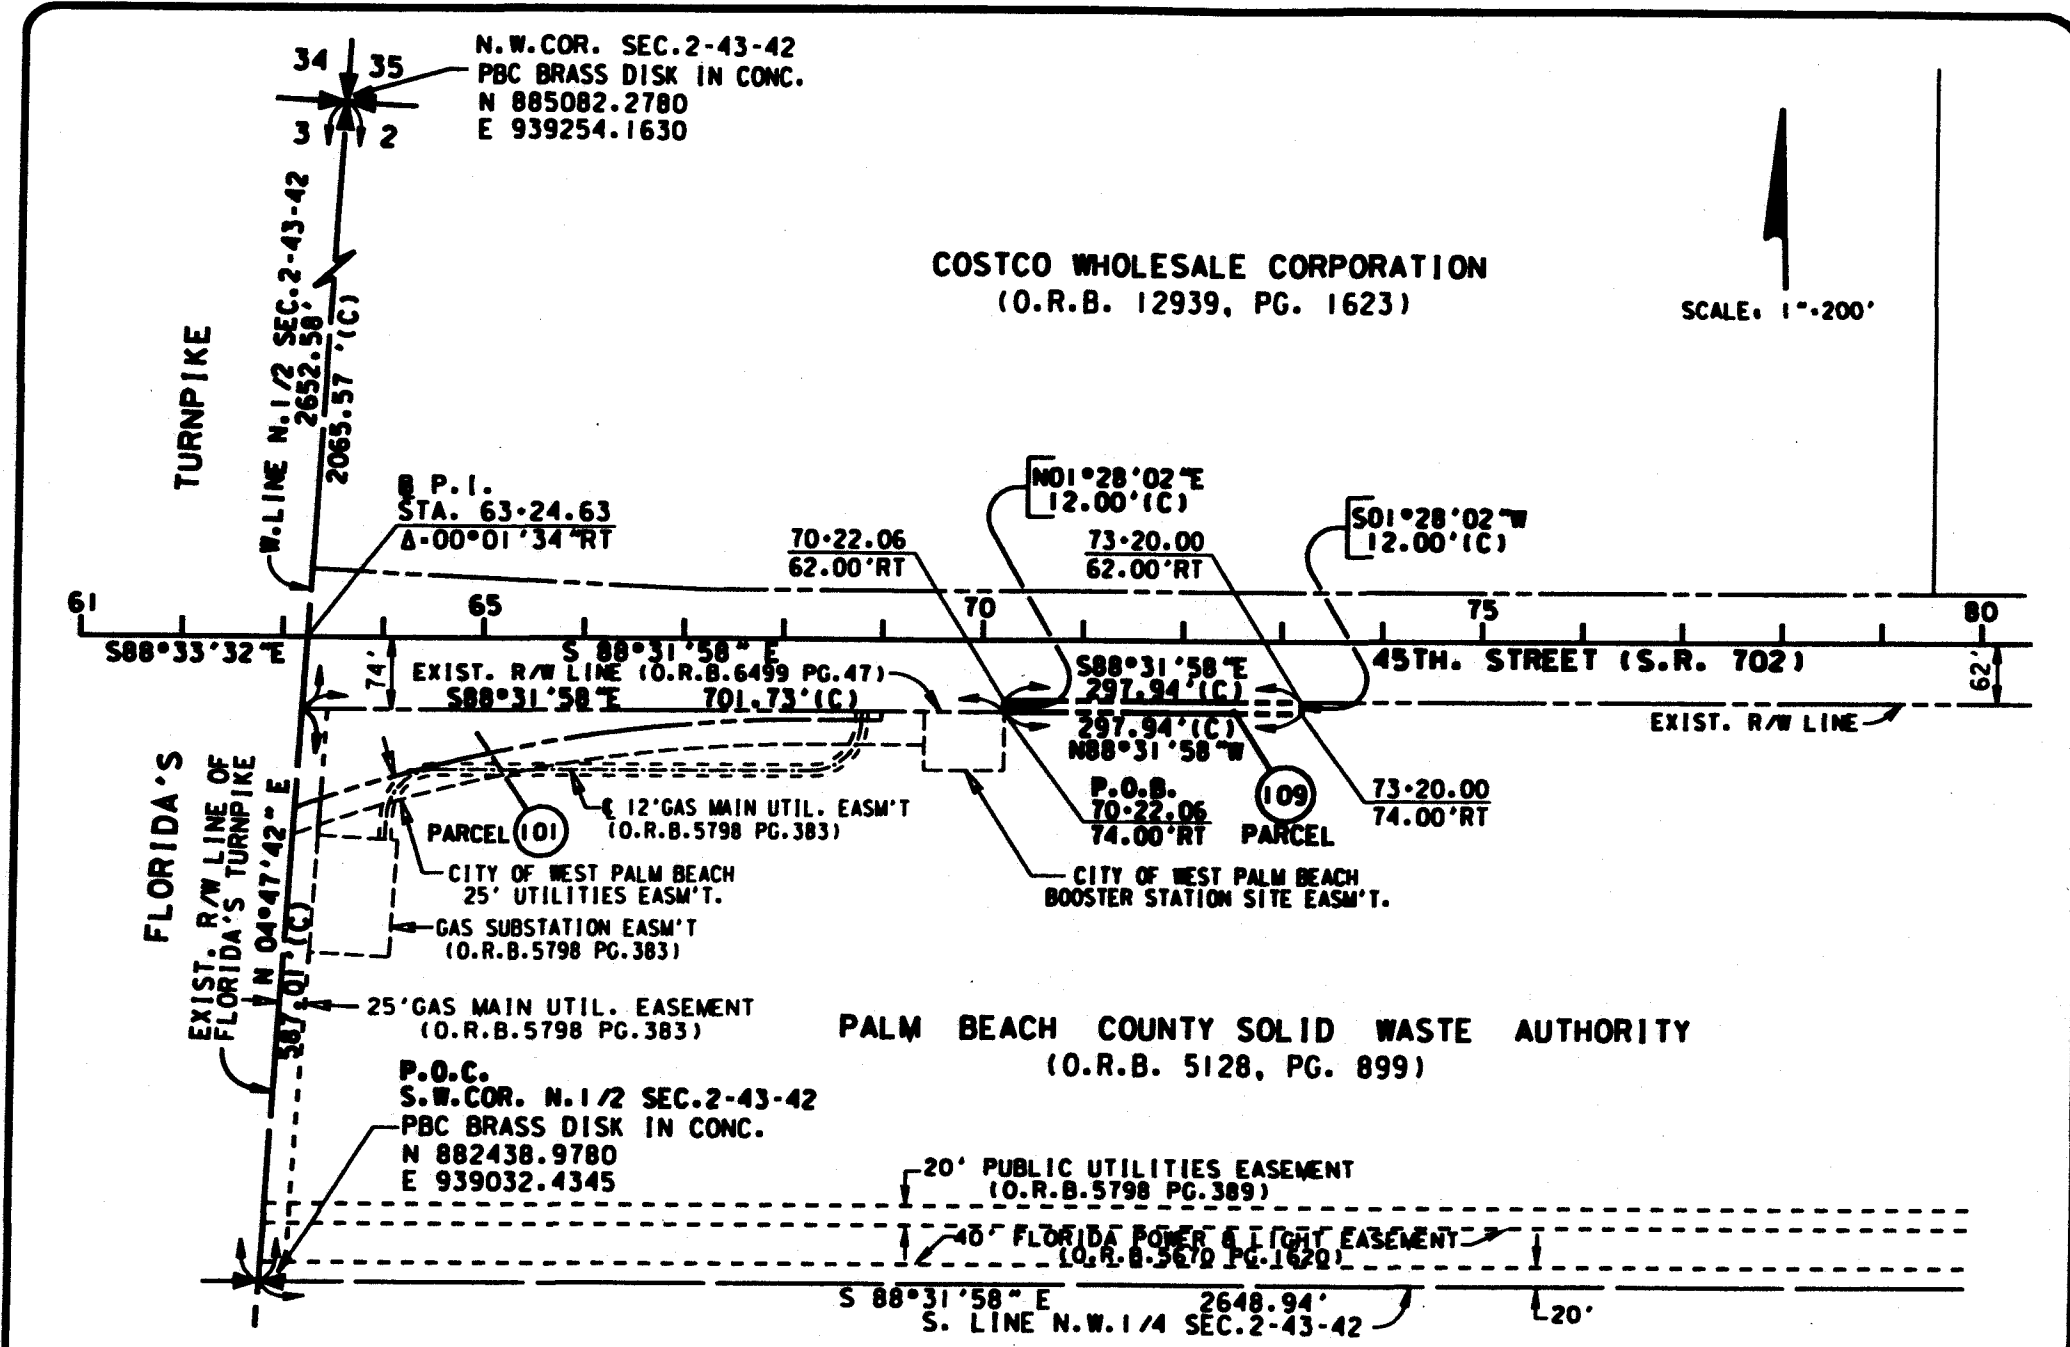 34 35
3 2
N.W.COR. SEC.2-43-42
PBC BRASS DISK IN CONC.
N 885082.2780
E 939254.1630
W.LINE N.1/2 SEC.2-43-42
2652.58'
2065.57 '(C)
TURNPIKE
COSTCO WHOLESALE CORPORATION
(O.R.B. 12939, PG. 1623)
SCALE: 1"=200'
P.I.
STA. 63+24.63
Δ=00°01'34"RT
70+22.06
62.00'RT
N01°28'02"E
12.00'(C)
73+20.00
62.00'RT
S01°28'02"W
12.00'(C)
61 65 70 75 80
S88°33'32"E
S 88°31'58" E
45TH. STREET (S.R. 702)
74'
62'
EXIST. R/W LINE (O.R.B.6499 PG.47)
S88°31'58"E 701.73'(C)
S88°31'58"E
297.94'(C)
297.94'(C)
N88°31'58"W
EXIST. R/W LINE
P.O.B.
70+22.06
74.00'RT
109
PARCEL
73+20.00
74.00'RT
℄ 12'GAS MAIN UTIL. EASM'T
(O.R.B.5798 PG.383)
PARCEL 101
CITY OF WEST PALM BEACH
25' UTILITIES EASM'T.
CITY OF WEST PALM BEACH
BOOSTER STATION SITE EASM'T.
GAS SUBSTATION EASM'T
(O.R.B.5798 PG.383)
FLORIDA'S
EXIST. R/W LINE OF
FLORIDA'S TURNPIKE
N 04°47'42" E
587.01'(C)
25'GAS MAIN UTIL. EASEMENT
(O.R.B.5798 PG.383)
PALM BEACH COUNTY SOLID WASTE AUTHORITY
(O.R.B. 5128, PG. 899)
P.O.C.
S.W.COR. N.1/2 SEC.2-43-42
PBC BRASS DISK IN CONC.
N 882438.9780
E 939032.4345
20' PUBLIC UTILITIES EASEMENT
(O.R.B.5798 PG.389)
40' FLORIDA POWER & LIGHT EASEMENT
(O.R.B.5670 PG.1620)
S 88°31'58" E 2648.94'
S. LINE N.W.1/4 SEC.2-43-42
20'